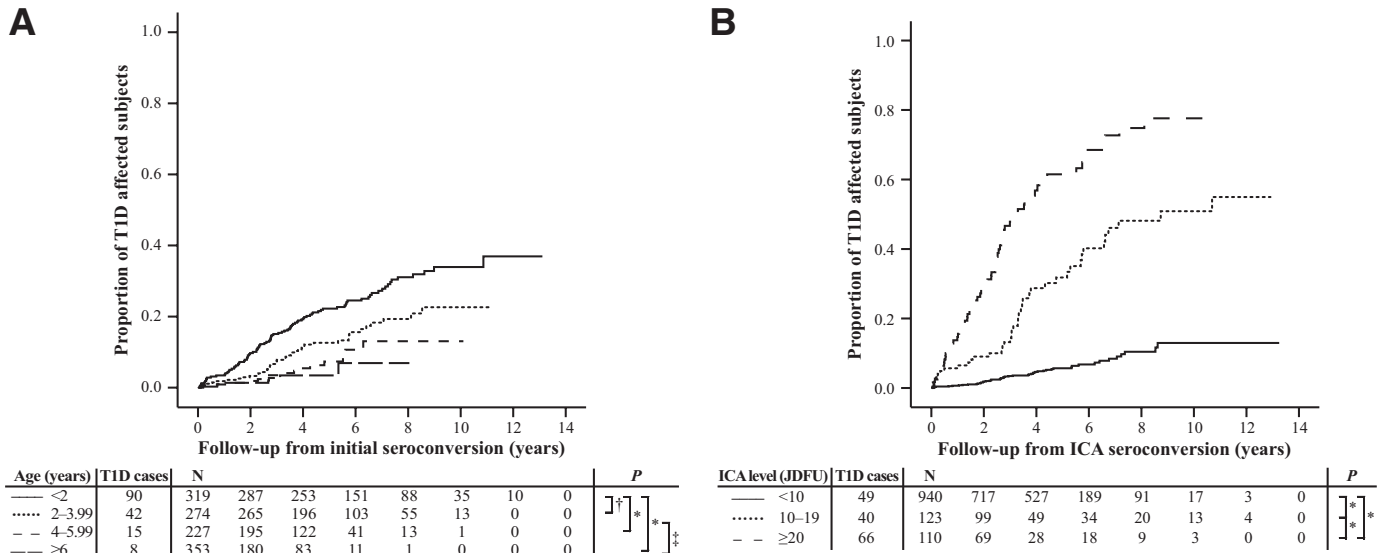 A
Proportion of T1D affected subjects
1.0
0.8
0.6
0.4
0.2
0.0
0 2 4 6 8 10 12 14
Follow-up from initial seroconversion (years)
Age (years) T1D cases N P
<2 90 319 287 253 151 88 35 10 0
2–3.99 42 274 265 196 103 55 13 0 0
4–5.99 15 227 195 122 41 13 1 0 0
≥6 8 353 180 83 11 1 0 0 0
† * * ‡
B
Proportion of T1D affected subjects
1.0
0.8
0.6
0.4
0.2
0.0
0 2 4 6 8 10 12 14
Follow-up from ICA seroconversion (years)
ICA level (JDFU) T1D cases N P
<10 49 940 717 527 189 91 17 3 0
10–19 40 123 99 49 34 20 13 4 0
≥20 66 110 69 28 18 9 3 0 0
* * *